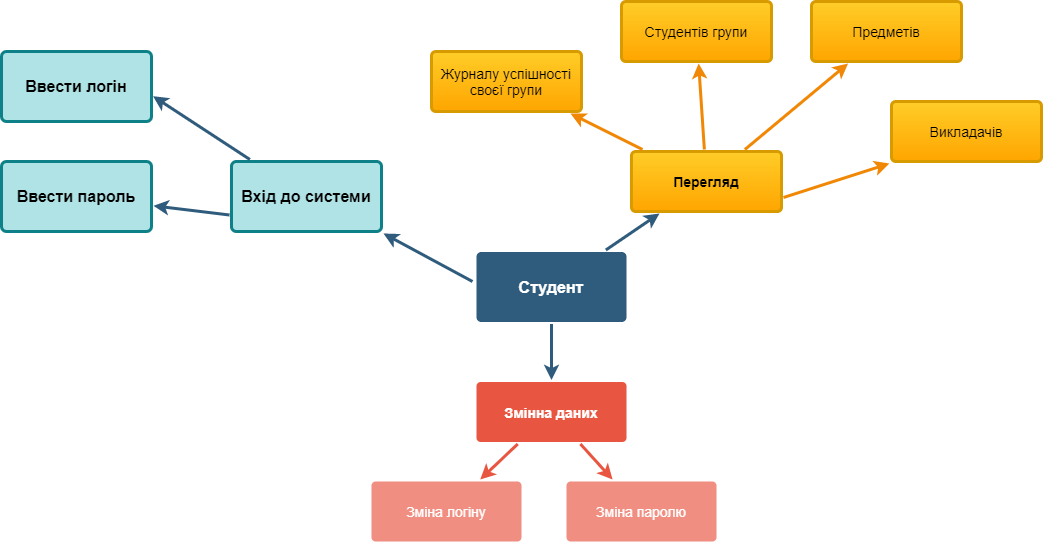 Студентів групи
Предметів
Журналу успішності
своєї групи
Ввести логін
Викладачів
Ввести пароль
Вхід до системи
Перегляд
Студент
Змінна даних
Зміна логіну
Зміна паролю